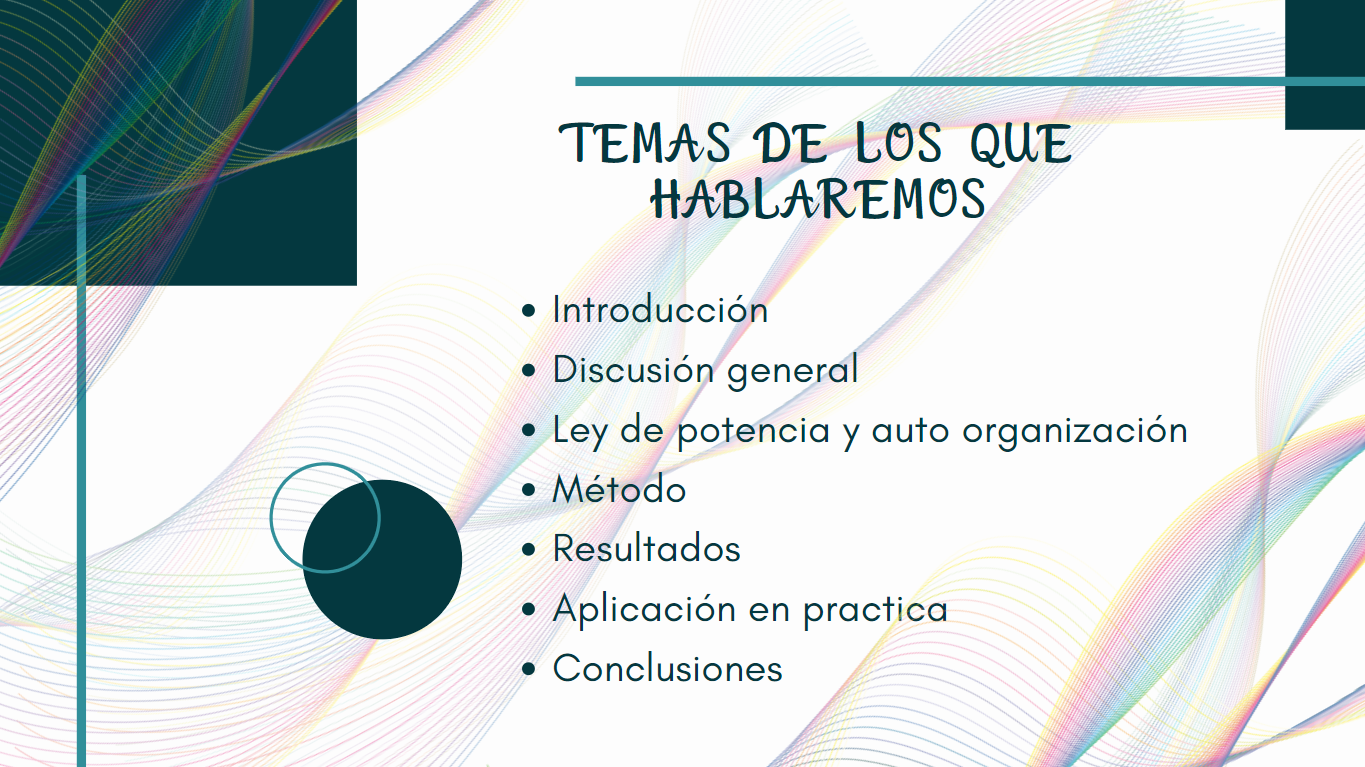 TEMAS DE LOS QUE
HABLAREMOS
• Introducción
• Discusión general
• Ley de potencia y auto organización
• Método
• Resultados
• Aplicación en practica
• Conclusiones